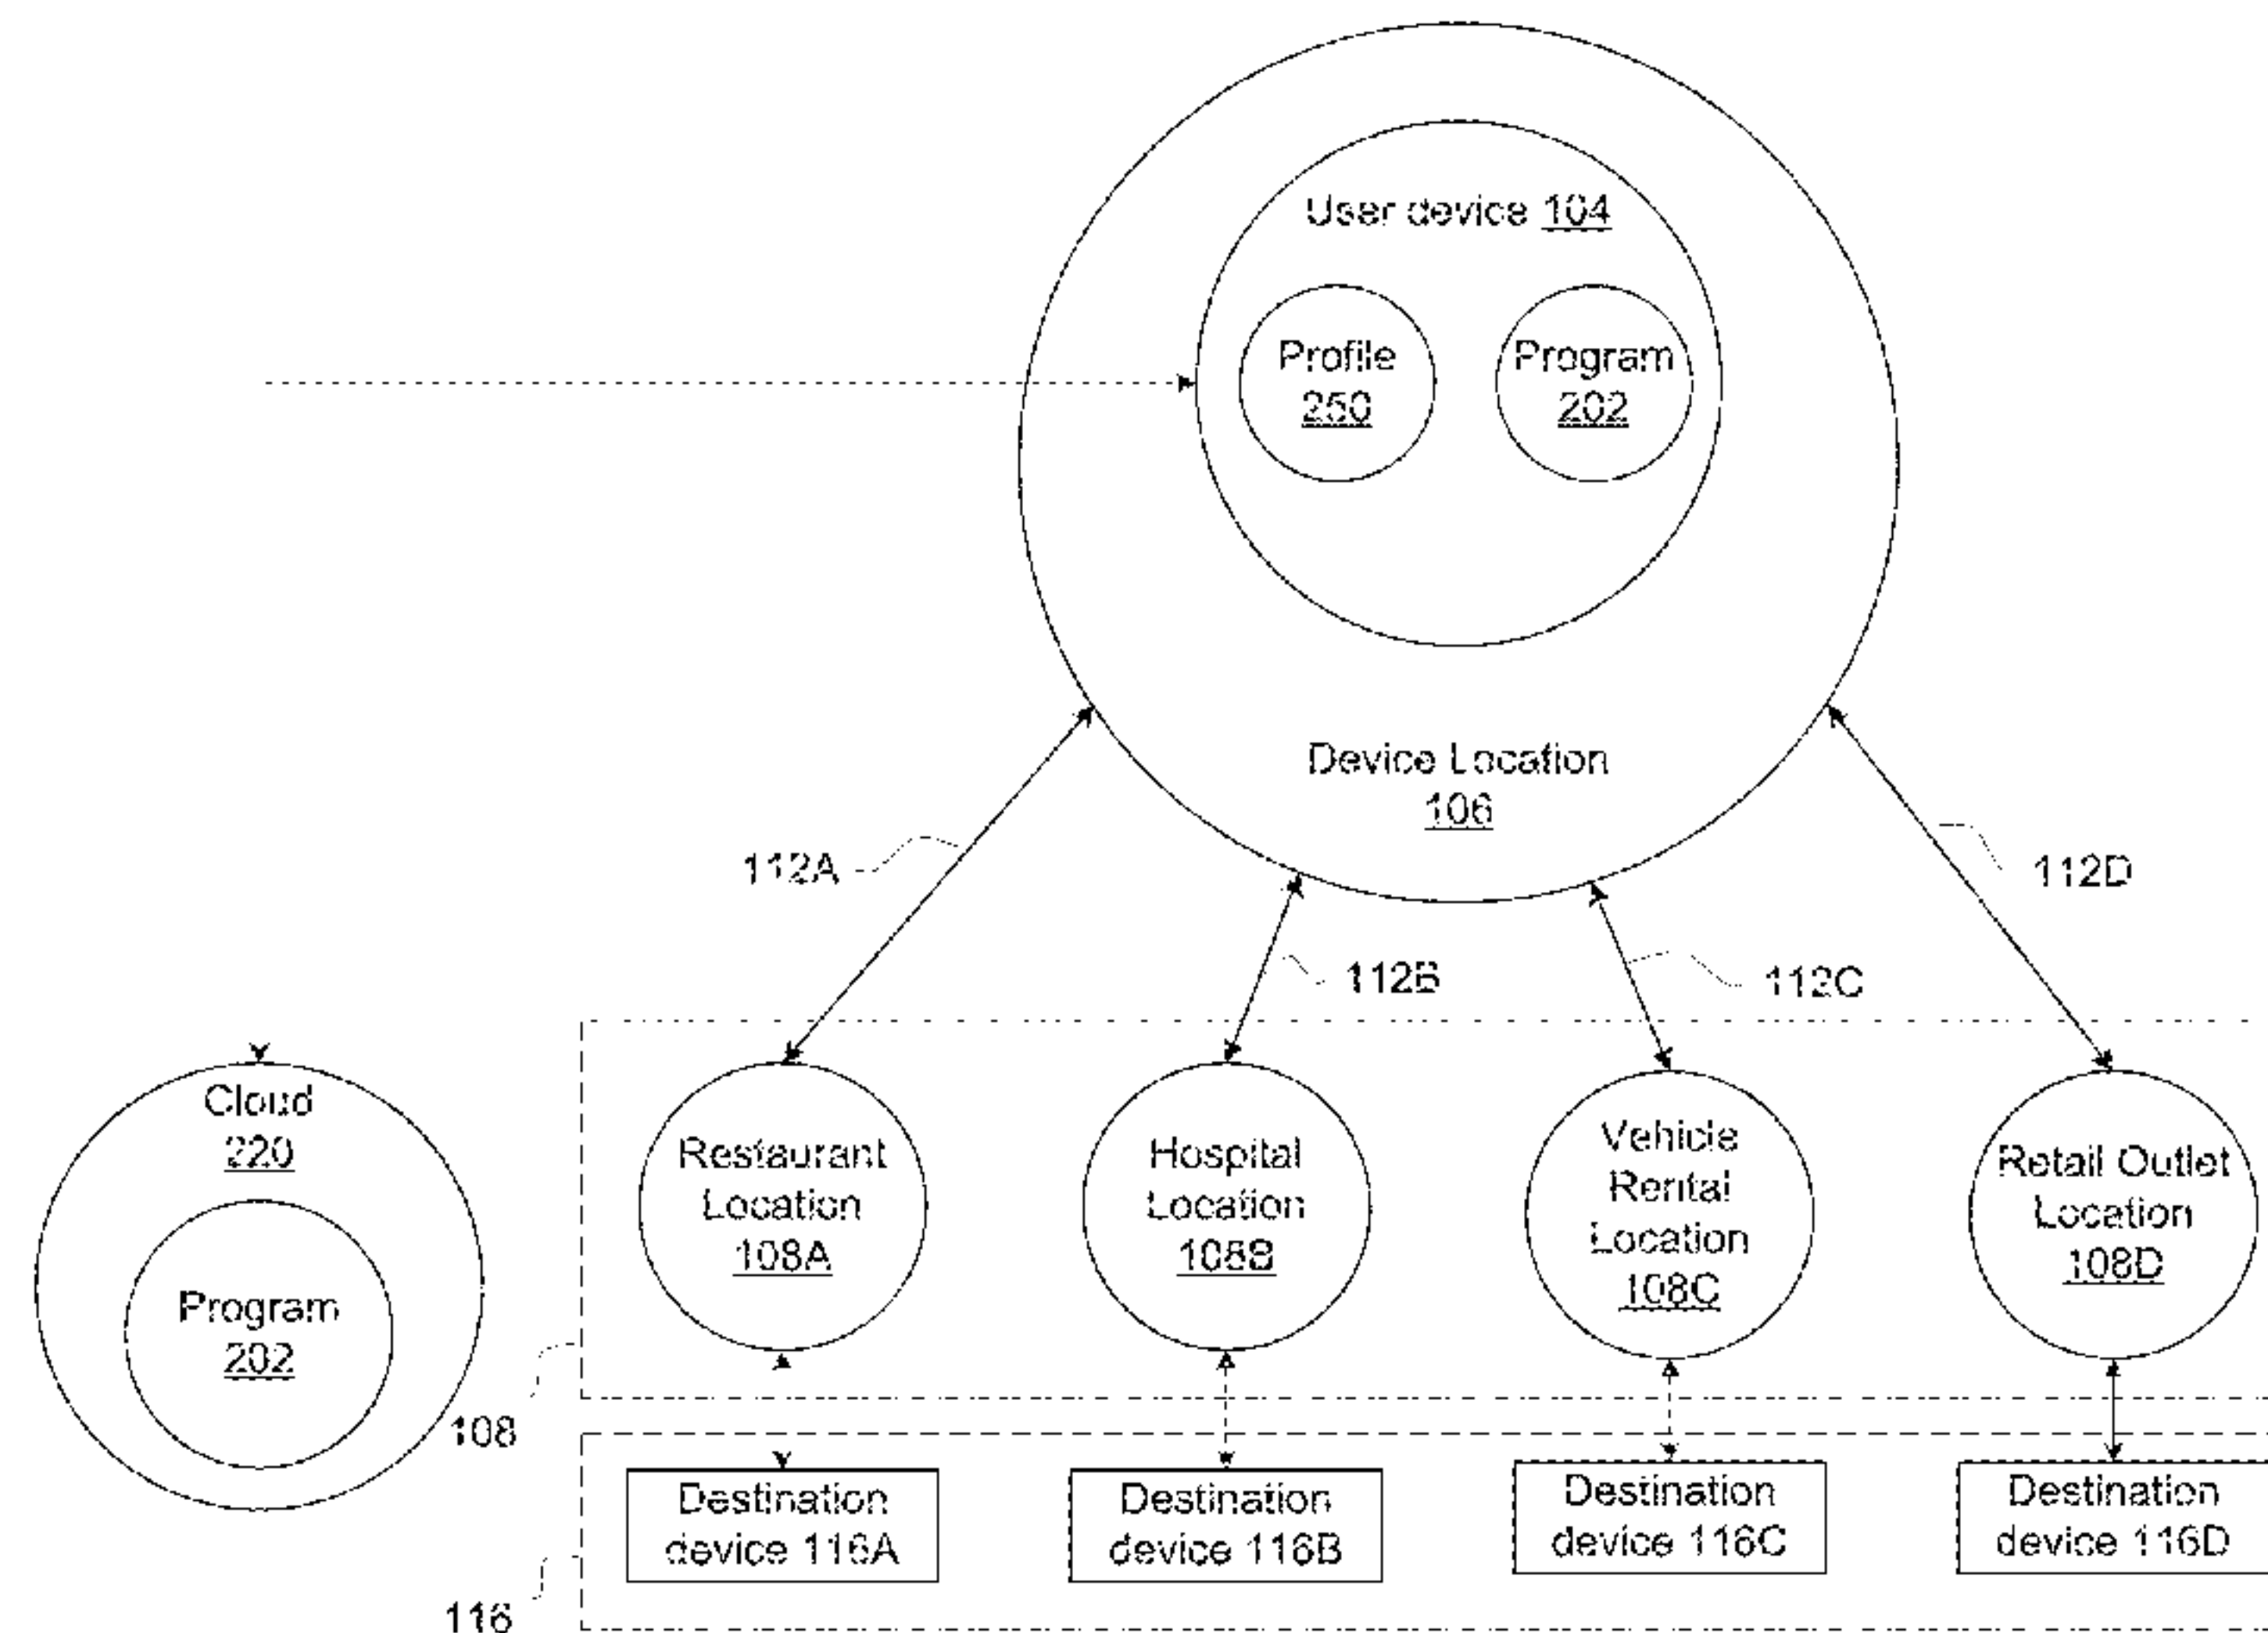 User device 104
Profile
250
Program
202
Device Location
106
112A
112B
112C
112D
Cloud
220
Program
202
Restaurant
Location
108A
Hospital
Location
108B
Vehicle
Rental
Location
108C
Retail Outlet
Location
108D
108
Destination
device 116A
Destination
device 116B
Destination
device 116C
Destination
device 116D
116